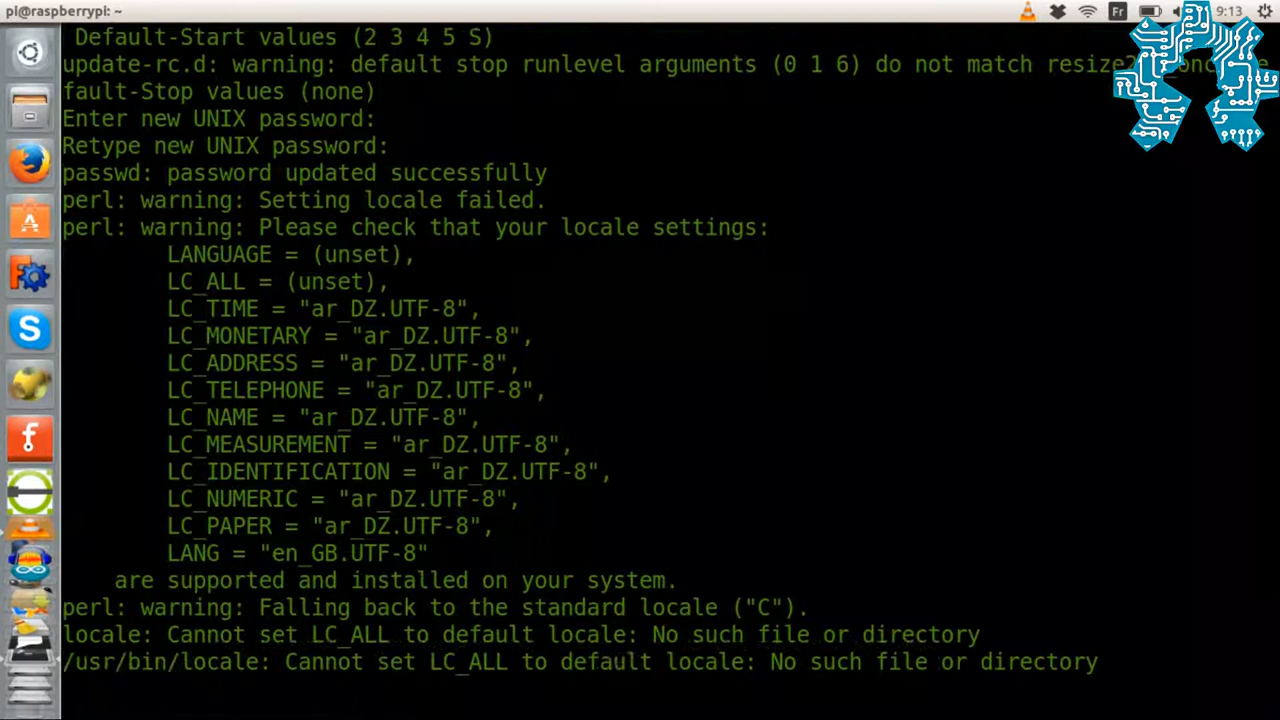 pi@raspberrypi: ~
Fr
9:13
Default-Start values (2 3 4 5 S)
update-rc.d: warning: default stop runlevel arguments (0 1 6) do not match
fault-Stop values (none)
Enter new UNIX password:
Retype new UNIX password:
passwd: password updated successfully
perl: warning: Setting locale failed.
perl: warning: Please check that your locale settings:
LANGUAGE = (unset),
LC_ALL = (unset),
LC_TIME = "ar_DZ.UTF-8",
LC_MONETARY = "ar_DZ.UTF-8",
LC_ADDRESS = "ar_DZ.UTF-8",
LC_TELEPHONE = "ar_DZ.UTF-8",
LC_NAME = "ar_DZ.UTF-8",
LC_MEASUREMENT = "ar_DZ.UTF-8",
LC_IDENTIFICATION = "ar_DZ.UTF-8",
LC_NUMERIC = "ar_DZ.UTF-8",
LC_PAPER = "ar_DZ.UTF-8",
LANG = "en_GB.UTF-8"
are supported and installed on your system.
perl: warning: Falling back to the standard locale ("C").
locale: Cannot set LC_ALL to default locale: No such file or directory
/usr/bin/locale: Cannot set LC_ALL to default locale: No such file or directory